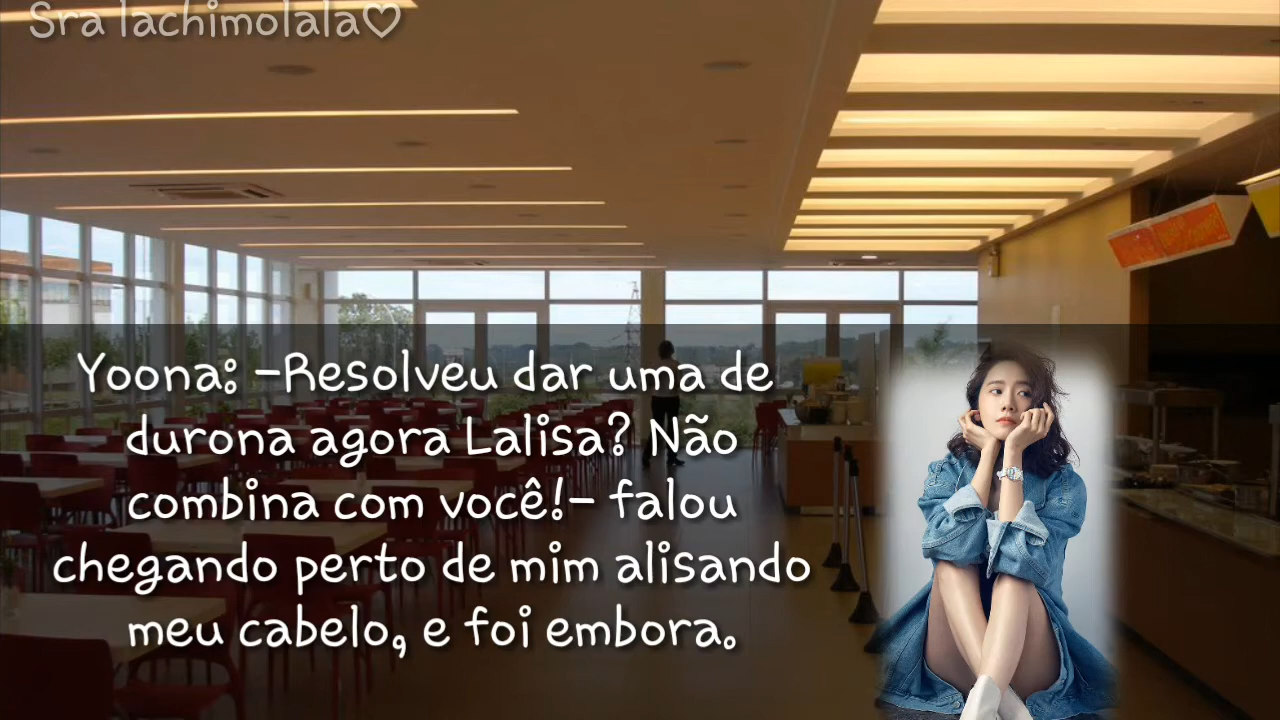 Sra lachimolala♡
Yoona: -Resolveu dar uma de
durona agora Lalisa? Não
combina com você!- falou
chegando perto de mim alisando
meu cabelo, e foi embora.